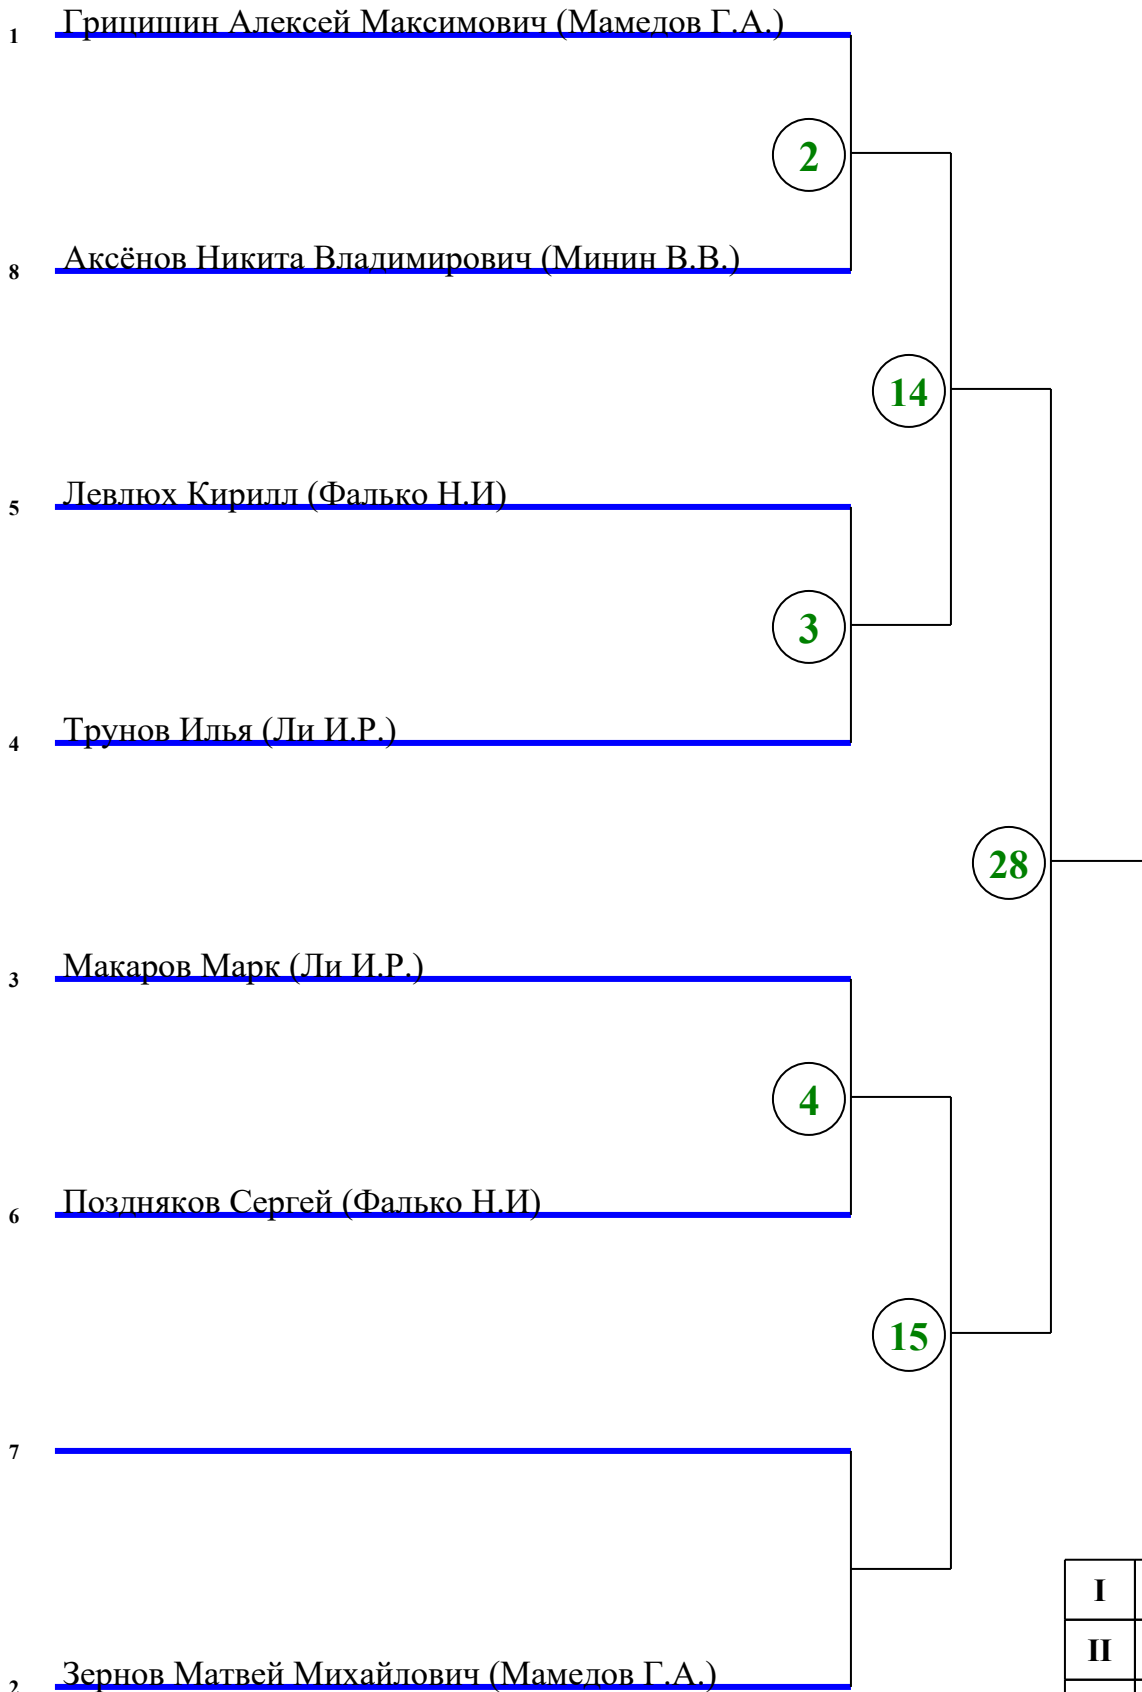 1 Грицишин Алексей Максимович (Мамедов Г.А.)
2
8 Аксёнов Никита Владимирович (Минин В.В.)
14
5 Левлюх Кирилл (Фалько Н.И)
3
4 Трунов Илья (Ли И.Р.)
28
3 Макаров Марк (Ли И.Р.)
4
6 Поздняков Сергей (Фалько Н.И)
15
7
I
II
2 Зернов Матвей Михайлович (Мамедов Г.А.)